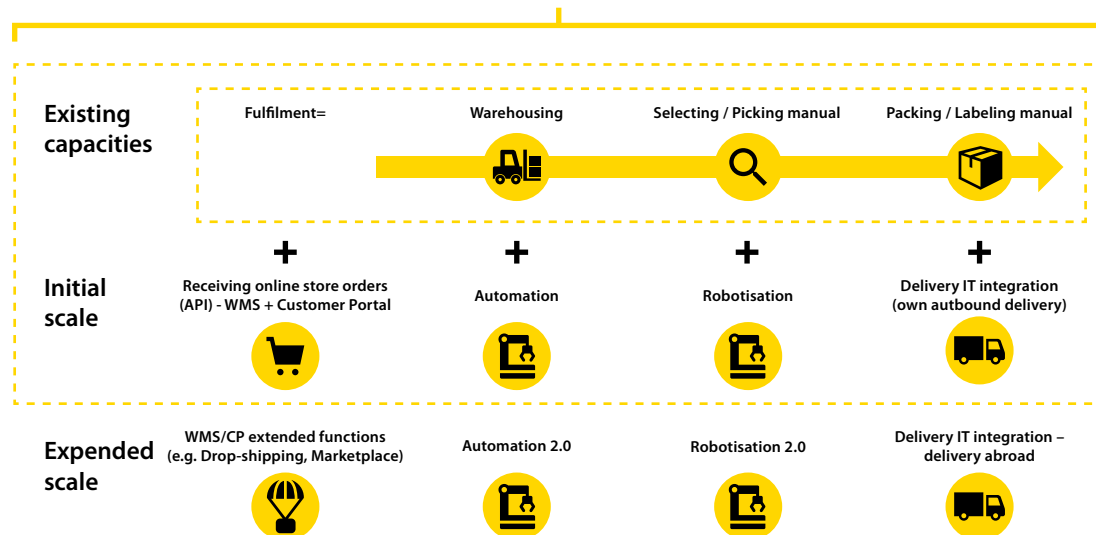 Existing
capacities
Fulfilment=
Warehousing
Selecting / Picking manual
Packing / Labeling manual
+
+
+
+
Initial
scale
Receiving online store orders
(API) - WMS + Customer Portal
Automation
Robotisation
Delivery IT integration
(own autbound delivery)
Expended
scale
WMS/CP extended functions
(e.g. Drop-shipping, Marketplace)
Automation 2.0
Robotisation 2.0
Delivery IT integration –
delivery abroad